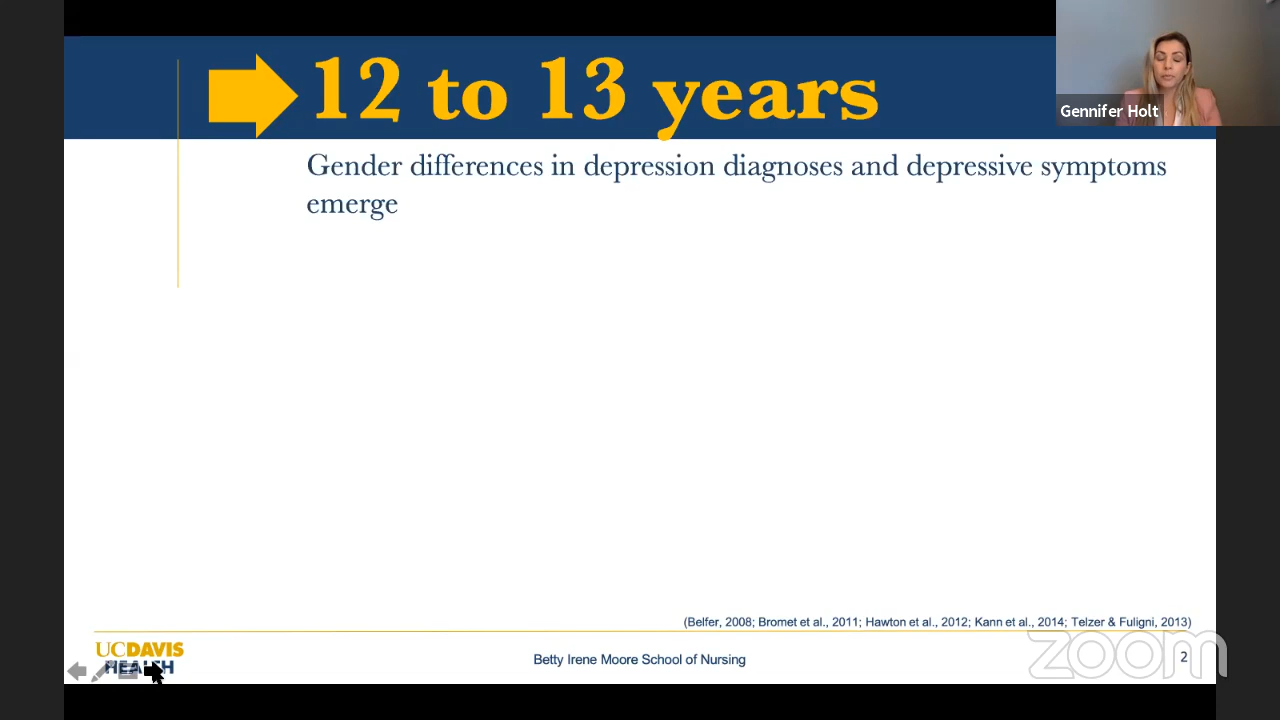 12 to 13 years
Gennifer Holt
Gender differences in depression diagnoses and depressive symptoms
emerge
(Belfer, 2008; Bromet et al., 2011; Hawton et al., 2012; Kann et al., 2014; Telzer & Fuligni, 2013)
UCDAVIS
HEALTH
Betty Irene Moore School of Nursing
2
zoom